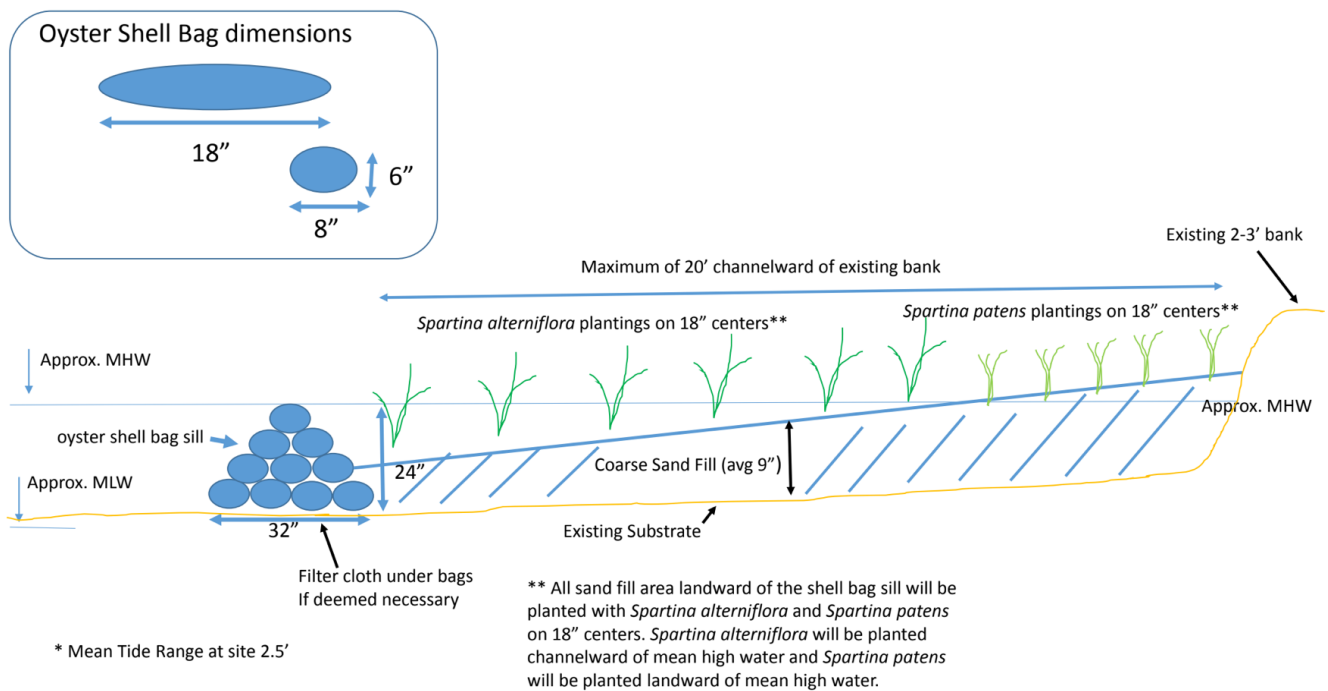 Oyster Shell Bag dimensions
18”
6”
8”
Existing 2-3’ bank
Maximum of 20’ channelward of existing bank
Spartina alterniflora plantings on 18” centers**
Spartina patens plantings on 18” centers**
Approx. MHW
Approx. MHW
oyster shell bag sill
24”
Coarse Sand Fill (avg 9”)
Approx. MLW
32”
Existing Substrate
Filter cloth under bags
If deemed necessary
** All sand fill area landward of the shell bag sill will be
planted with Spartina alterniflora and Spartina patens
on 18” centers. Spartina alterniflora will be planted
channelward of mean high water and Spartina patens
will be planted landward of mean high water.
* Mean Tide Range at site 2.5’